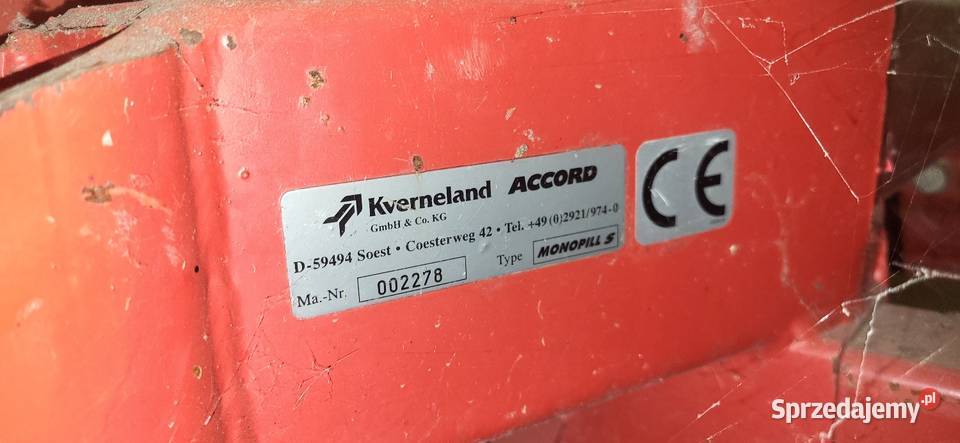 Kverneland ACCORD
GmbH & Co. KG
D-59494 Soest • Coesterweg 42 • Tel. +49(0)2921/974-0
Ma.-Nr. 002278 Type MONOPILL S
CE
Sprzedajemy.pl